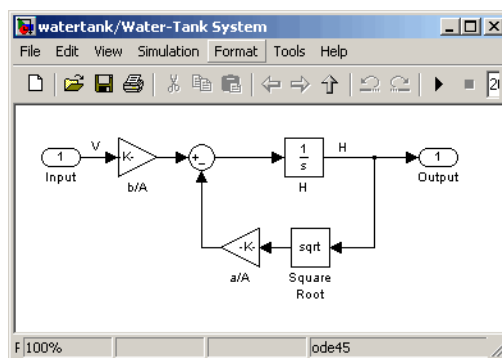 watertank/Water-Tank System
File Edit View Simulation Format Tools Help
20
V
H
1
K-
+
-
1
s
1
Input
b/A
H
Output
-K-
sqrt
a/A
Square
Root
F 100%
ode45